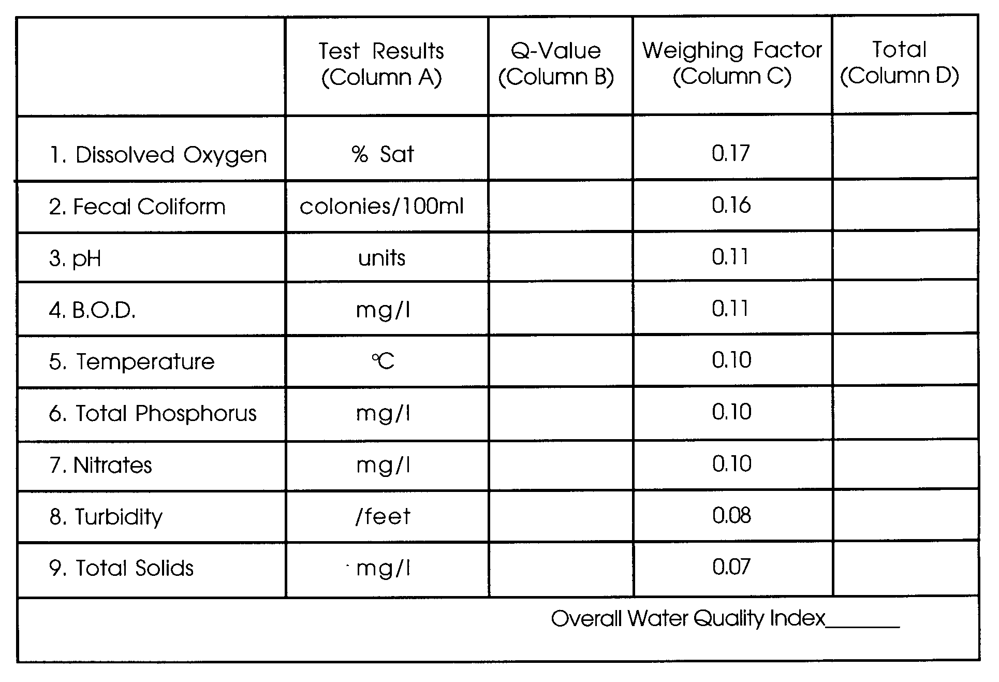 Test Results Q-Value Weighing Factor Total
(Column A) (Column B) (Column C) (Column D)
1. Dissolved Oxygen % Sat 0.17
2. Fecal Coliform colonies/100ml 0.16
3. pH units 0.11
4. B.O.D. mg/l 0.11
5. Temperature °C 0.10
6. Total Phosphorus mg/l 0.10
7. Nitrates mg/l 0.10
8. Turbidity /feet 0.08
9. Total Solids mg/l 0.07
Overall Water Quality Index______